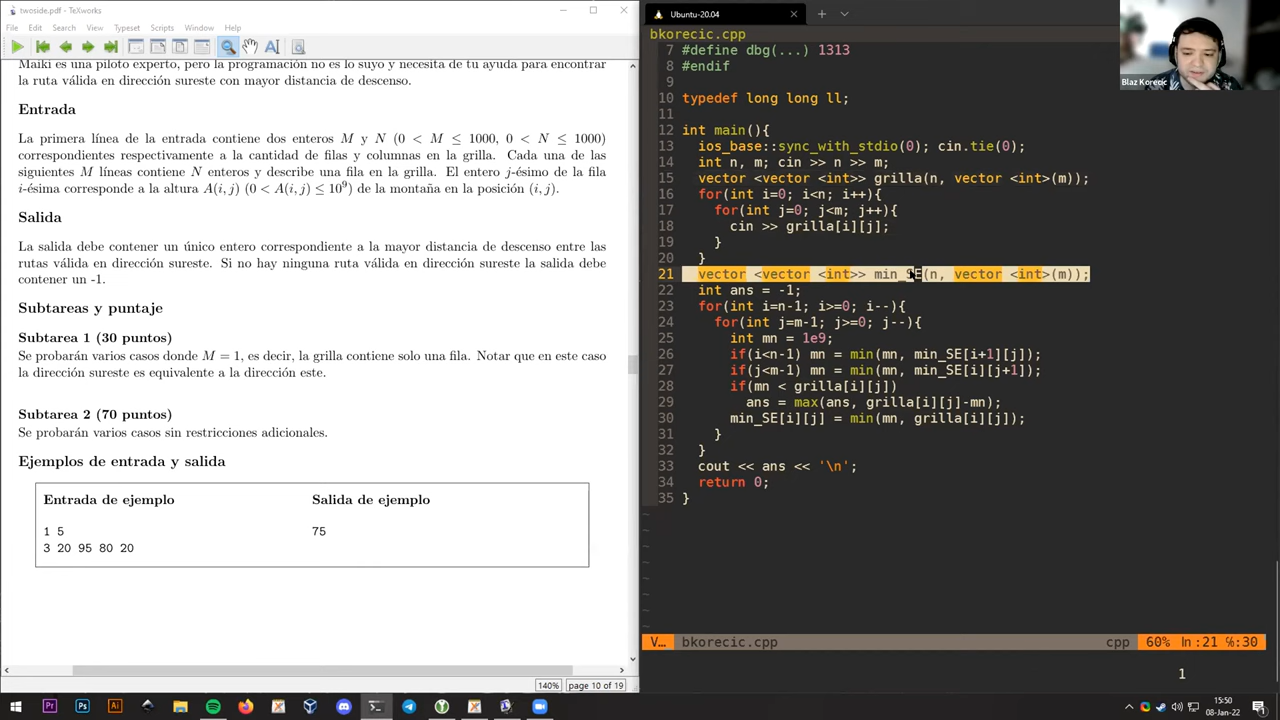 twoside.pdf - TeXworks
File Edit Search View Typeset Scripts Window Help
Maiki es un piloto experto, pero la programación no es lo suyo y necesita de tu ayuda para encontrar
la ruta válida en dirección sureste con mayor distancia de descenso.
Entrada
La primera línea de la entrada contiene dos enteros M y N (0 < M ≤ 1000, 0 < N ≤ 1000)
correspondientes respectivamente a la cantidad de filas y columnas en la grilla. Cada una de las
siguientes M líneas contiene N enteros y describe una fila en la grilla. El entero j-ésimo de la fila
i-ésima corresponde a la altura A(i, j) (0 < A(i, j) ≤ 10⁹) de la montaña en la posición (i, j).
Salida
La salida debe contener un único entero correspondiente a la mayor distancia de descenso entre las
rutas válida en dirección sureste. Si no hay ninguna ruta válida en dirección sureste la salida debe
contener un -1.
Subtareas y puntaje
Subtarea 1 (30 puntos)
Se probarán varios casos donde M = 1, es decir, la grilla contiene solo una fila. Notar que en este caso
la dirección sureste es equivalente a la dirección este.
Subtarea 2 (70 puntos)
Se probarán varios casos sin restricciones adicionales.
Ejemplos de entrada y salida
Entrada de ejemplo Salida de ejemplo
1 5 75
3 20 95 80 20
140% page 10 of 19
Ubuntu-20.04
bkorecic.cpp
7 #define dbg(...) 1313
8 #endif
9
10 typedef long long ll;
11
12 int main(){
13 ios_base::sync_with_stdio(0); cin.tie(0);
14 int n, m; cin >> n >> m;
15 vector <vector <int>> grilla(n, vector <int>(m));
16 for(int i=0; i<n; i++){
17 for(int j=0; j<m; j++){
18 cin >> grilla[i][j];
19 }
20 }
21 vector <vector <int>> min_SE(n, vector <int>(m));
22 int ans = -1;
23 for(int i=n-1; i>=0; i--){
24 for(int j=m-1; j>=0; j--){
25 int mn = 1e9;
26 if(i<n-1) mn = min(mn, min_SE[i+1][j]);
27 if(j<m-1) mn = min(mn, min_SE[i][j+1]);
28 if(mn < grilla[i][j])
29 ans = max(ans, grilla[i][j]-mn);
30 min_SE[i][j] = min(mn, grilla[i][j]);
31 }
32 }
33 cout << ans << '\n';
34 return 0;
35 }
~
~
~
~
~
~
~
~
V... bkorecic.cpp cpp 60% ln:21 ℅:30
1
Blaz Korecic
15:50
08-Jan-22